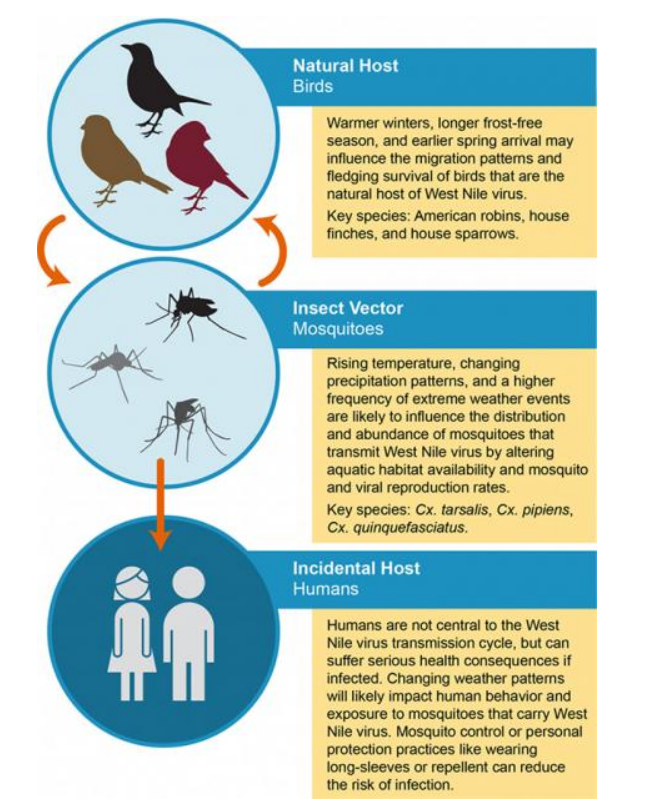 Natural Host
Birds
Warmer winters, longer frost-free
season, and earlier spring arrival may
influence the migration patterns and
fledging survival of birds that are the
natural host of West Nile virus.
Key species: American robins, house
finches, and house sparrows.
Insect Vector
Mosquitoes
Rising temperature, changing
precipitation patterns, and a higher
frequency of extreme weather events
are likely to influence the distribution
and abundance of mosquitoes that
transmit West Nile virus by altering
aquatic habitat availability and mosquito
and viral reproduction rates.
Key species: Cx. tarsalis, Cx. pipiens,
Cx. quinquefasciatus.
Incidental Host
Humans
Humans are not central to the West
Nile virus transmission cycle, but can
suffer serious health consequences if
infected. Changing weather patterns
will likely impact human behavior and
exposure to mosquitoes that carry West
Nile virus. Mosquito control or personal
protection practices like wearing
long-sleeves or repellent can reduce
the risk of infection.